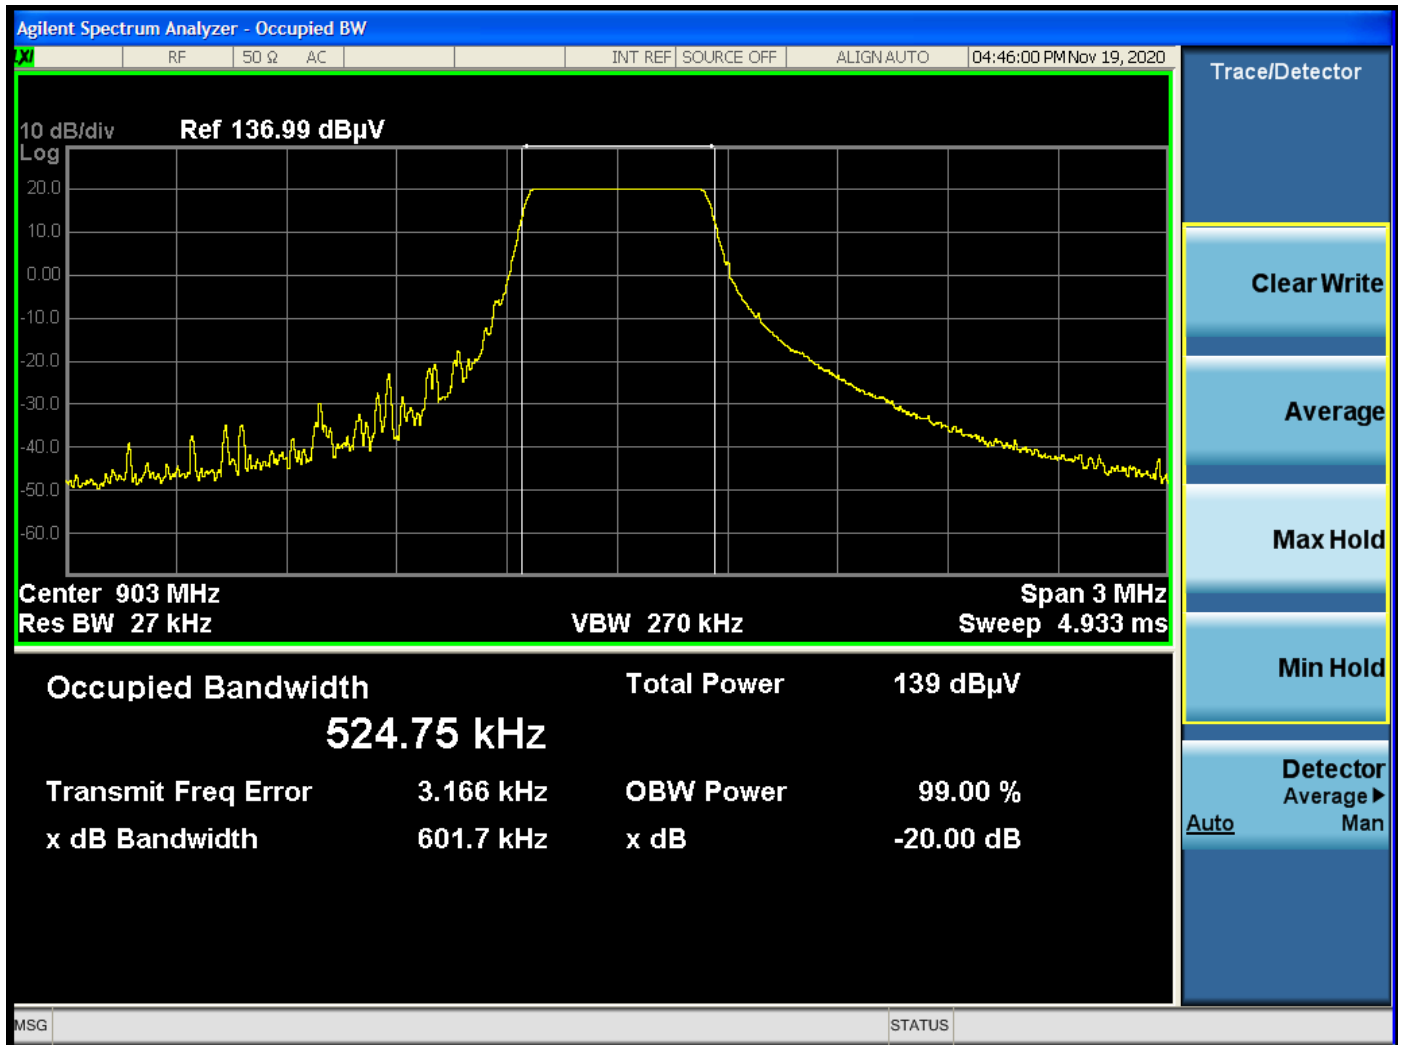 Agilent Spectrum Analyzer - Occupied BW
LXI RF 50 Ω AC INT REF SOURCE OFF ALIGN AUTO 04:46:00 PM Nov 19, 2020
Trace/Detector
10 dB/div Ref 136.99 dBµV
Log
20.0
10.0
0.00
-10.0
-20.0
-30.0
-40.0
-50.0
-60.0
Center 903 MHz Span 3 MHz
Res BW 27 kHz VBW 270 kHz Sweep 4.933 ms
Occupied Bandwidth Total Power 139 dBµV
524.75 kHz
Transmit Freq Error 3.166 kHz OBW Power 99.00 %
x dB Bandwidth 601.7 kHz x dB -20.00 dB
Clear Write
Average
Max Hold
Min Hold
Detector
Average▶
Auto Man
MSG STATUS